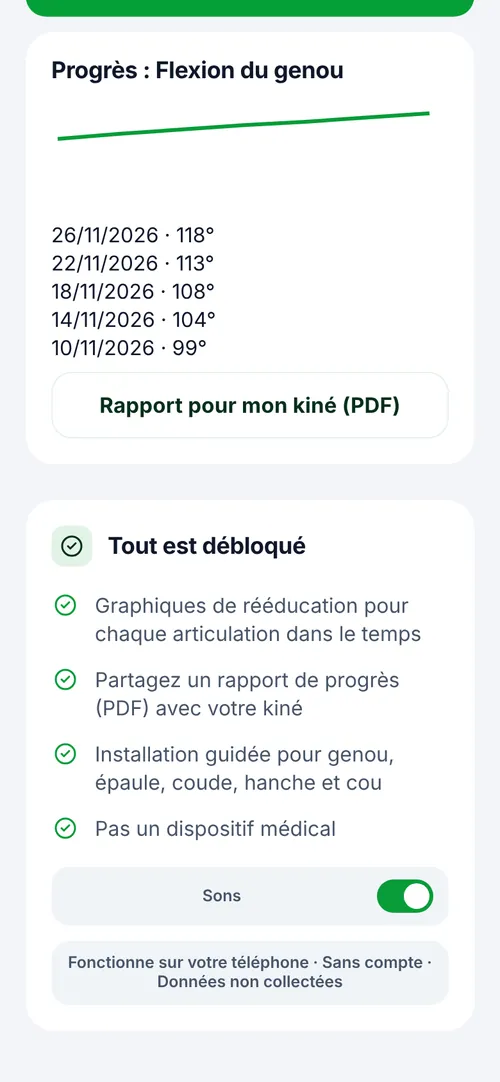 Progrès : Flexion du genou
26/11/2026 · 118°
22/11/2026 · 113°
18/11/2026 · 108°
14/11/2026 · 104°
10/11/2026 · 99°
Rapport pour mon kiné (PDF)
Tout est débloqué
Graphiques de rééducation pour
chaque articulation dans le temps
Partagez un rapport de progrès
(PDF) avec votre kiné
Installation guidée pour genou,
épaule, coude, hanche et cou
Pas un dispositif médical
Sons
Fonctionne sur votre téléphone · Sans compte ·
Données non collectées